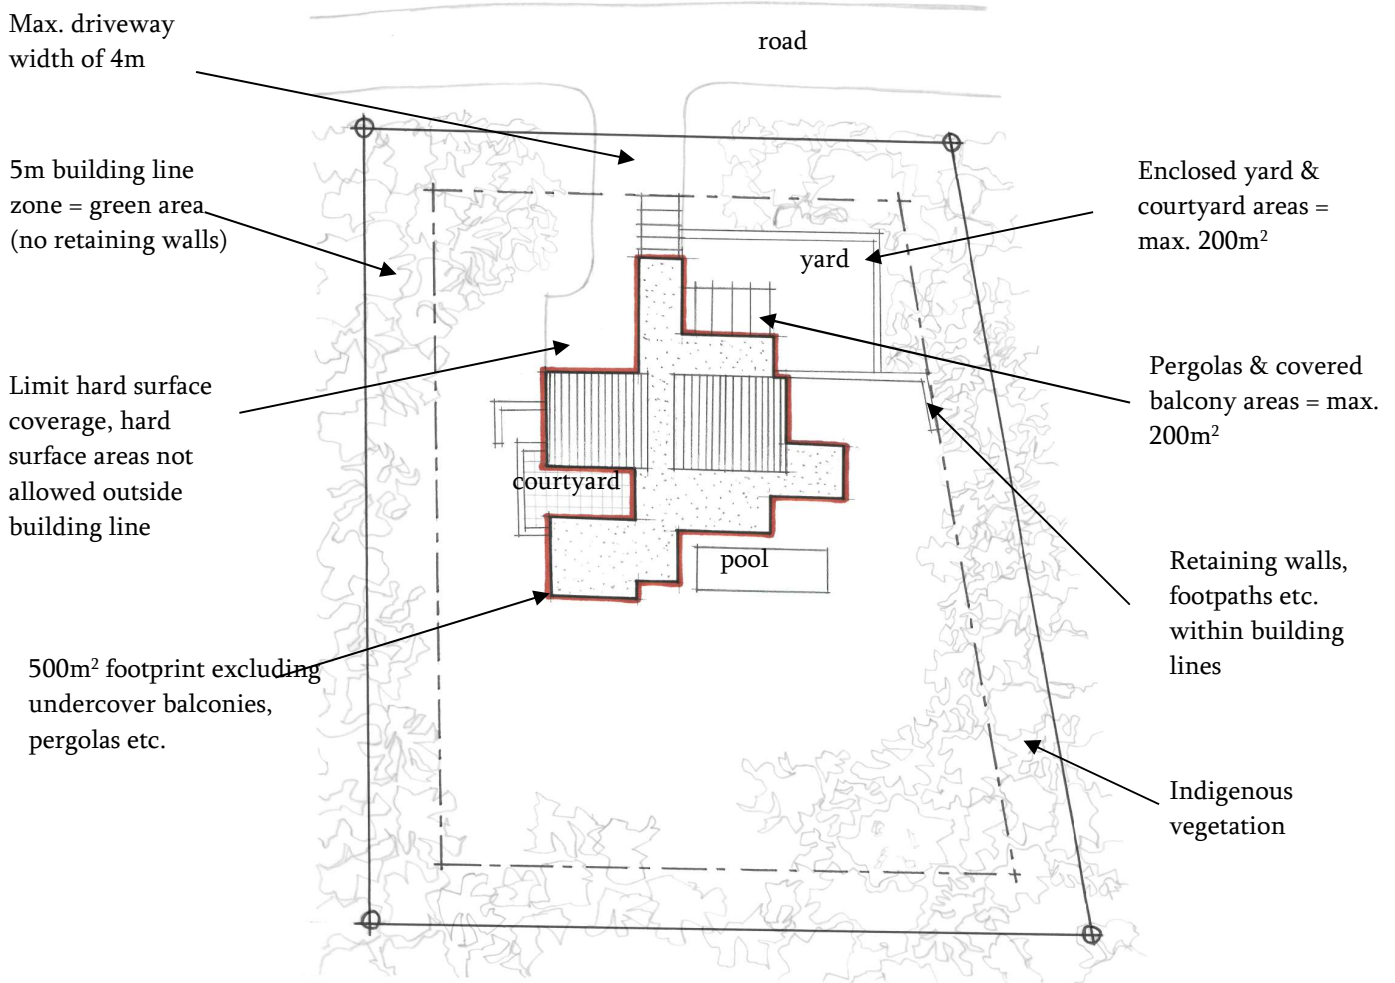 Max. driveway
width of 4m
road
5m building line
zone = green area
(no retaining walls)
Enclosed yard &
courtyard areas =
max. 200m²
yard
Limit hard surface
coverage, hard
surface areas not
allowed outside
building line
Pergolas & covered
balcony areas = max.
200m²
courtyard
pool
Retaining walls,
footpaths etc.
within building
lines
500m² footprint excluding
undercover balconies,
pergolas etc.
Indigenous
vegetation